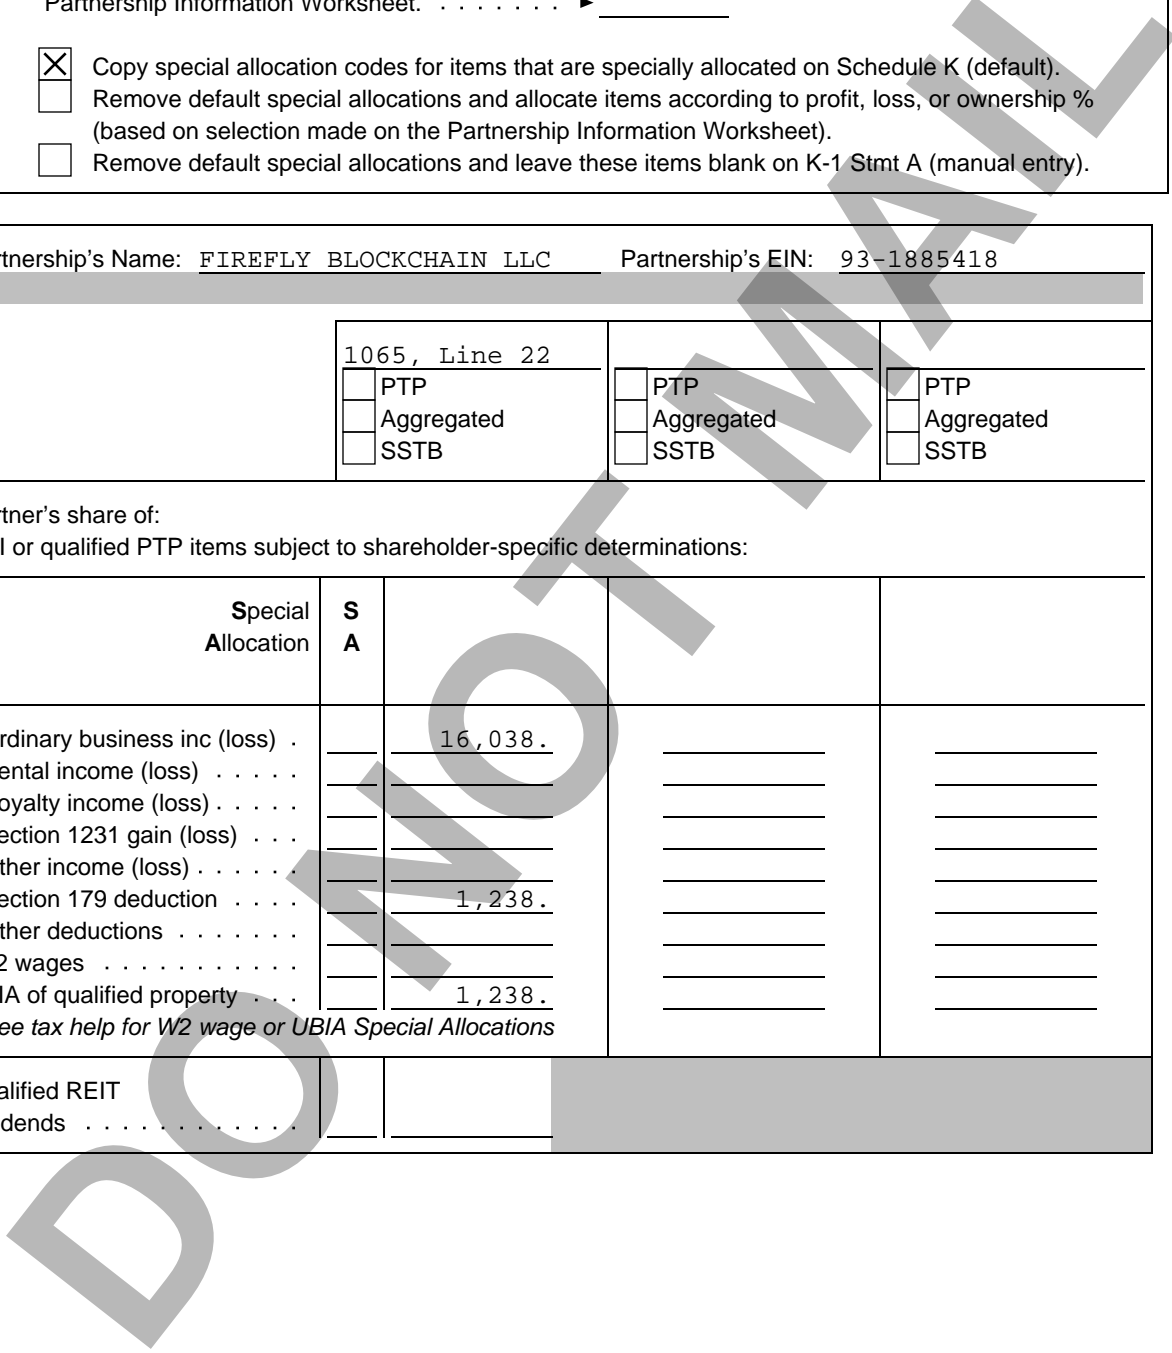 Partnership Information Worksheet. . . . . . . . ►
Copy special allocation codes for items that are specially allocated on Schedule K (default).
Remove default special allocations and allocate items according to profit, loss, or ownership %
(based on selection made on the Partnership Information Worksheet).
Remove default special allocations and leave these items blank on K-1 Stmt A (manual entry).
rtnership's Name: FIREFLY BLOCKCHAIN LLC Partnership's EIN: 93-1885418
1065, Line 22
PTP PTP PTP
Aggregated Aggregated Aggregated
SSTB SSTB SSTB
rtner's share of:
I or qualified PTP items subject to shareholder-specific determinations:
Special S
Allocation A
rdinary business inc (loss) . 16,038.
ental income (loss) . . . . .
oyalty income (loss) . . . . .
ection 1231 gain (loss) . . .
ther income (loss) . . . . . .
ection 179 deduction . . . . 1,238.
ther deductions . . . . . . .
2 wages . . . . . . . . . . .
IA of qualified property . . . 1,238.
ee tax help for W2 wage or UBIA Special Allocations
alified REIT
idends . . . . . . . . . . . .
DO NOT MAIL